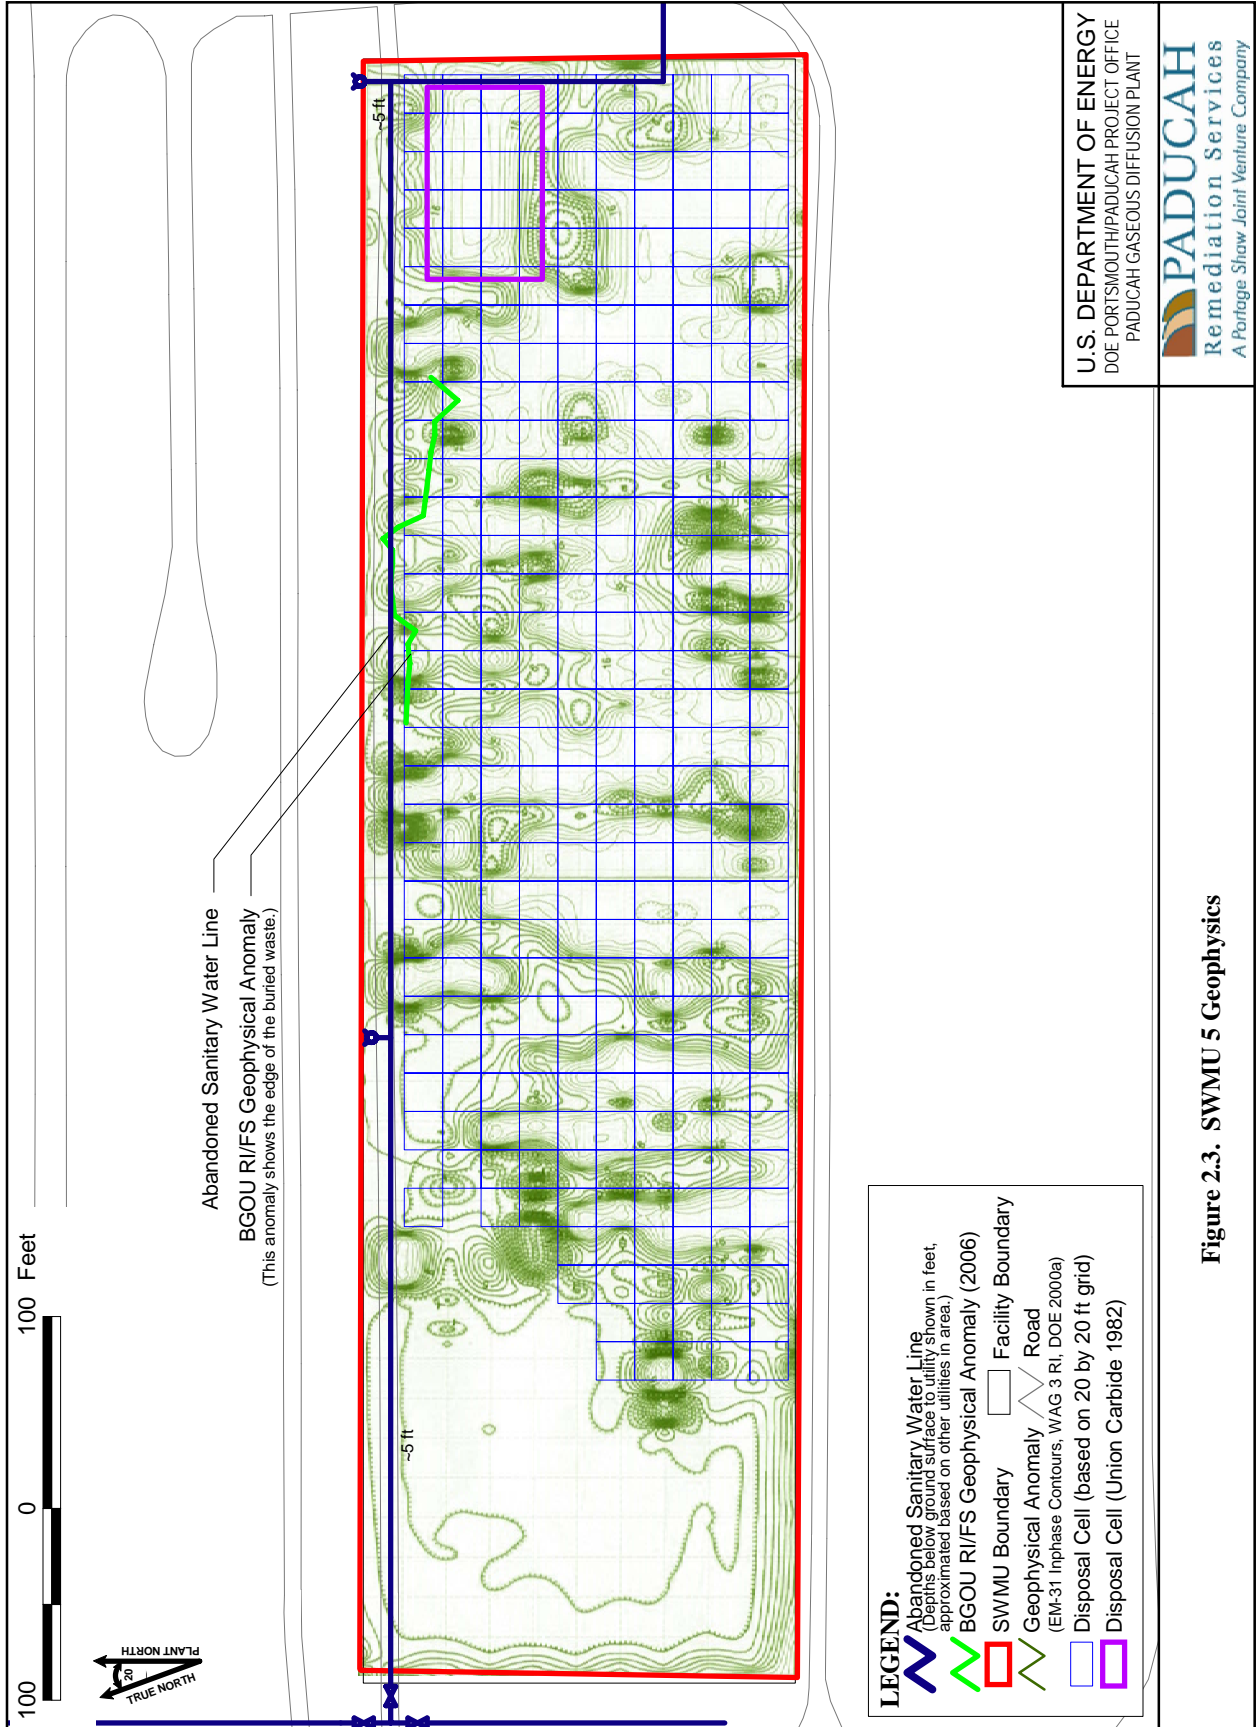 100 0 100 Feet
PLANT NORTH
20
TRUE NORTH
Abandoned Sanitary Water Line
BGOU RI/FS Geophysical Anomaly
(This anomaly shows the edge of the buried waste.)
~5 ft
~5 ft
LEGEND:
Abandoned Sanitary Water Line
(Depths below ground surface to utility shown in feet,
approximated based on other utilities in area.)
BGOU RI/FS Geophysical Anomaly (2006)
SWMU Boundary
Facility Boundary
Geophysical Anomaly
Road
(EM-31 Inphase Contours, WAG 3 RI, DOE 2000a)
Disposal Cell (based on 20 by 20 ft grid)
Disposal Cell (Union Carbide 1982)
U.S. DEPARTMENT OF ENERGY
DOE PORTSMOUTH/PADUCAH PROJECT OFFICE
PADUCAH GASEOUS DIFFUSION PLANT
PADUCAH
Remediation Services
A Portage Shaw Joint Venture Company
Figure 2.3. SWMU 5 Geophysics